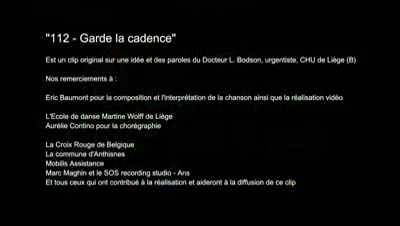 "112 - Garde la cadence"
Est un clip original sur une idée et des paroles du Docteur L. Bodson, urgentiste, CHU de Liège (B)
Nos remerciements à :
Eric Baumont pour la composition et l'interprétation de la chanson ainsi que la réalisation vidéo
L'Ecole de danse Martine Wolff de Liège
Aurélie Contino pour la chorégraphie
La Croix Rouge de Belgique
La commune d'Anthisnes
Mobilis Assistance
Marc Maghin et le SOS recording studio - Ans
Et tous ceux qui ont contribué à la réalisation et aideront à la diffusion de ce clip